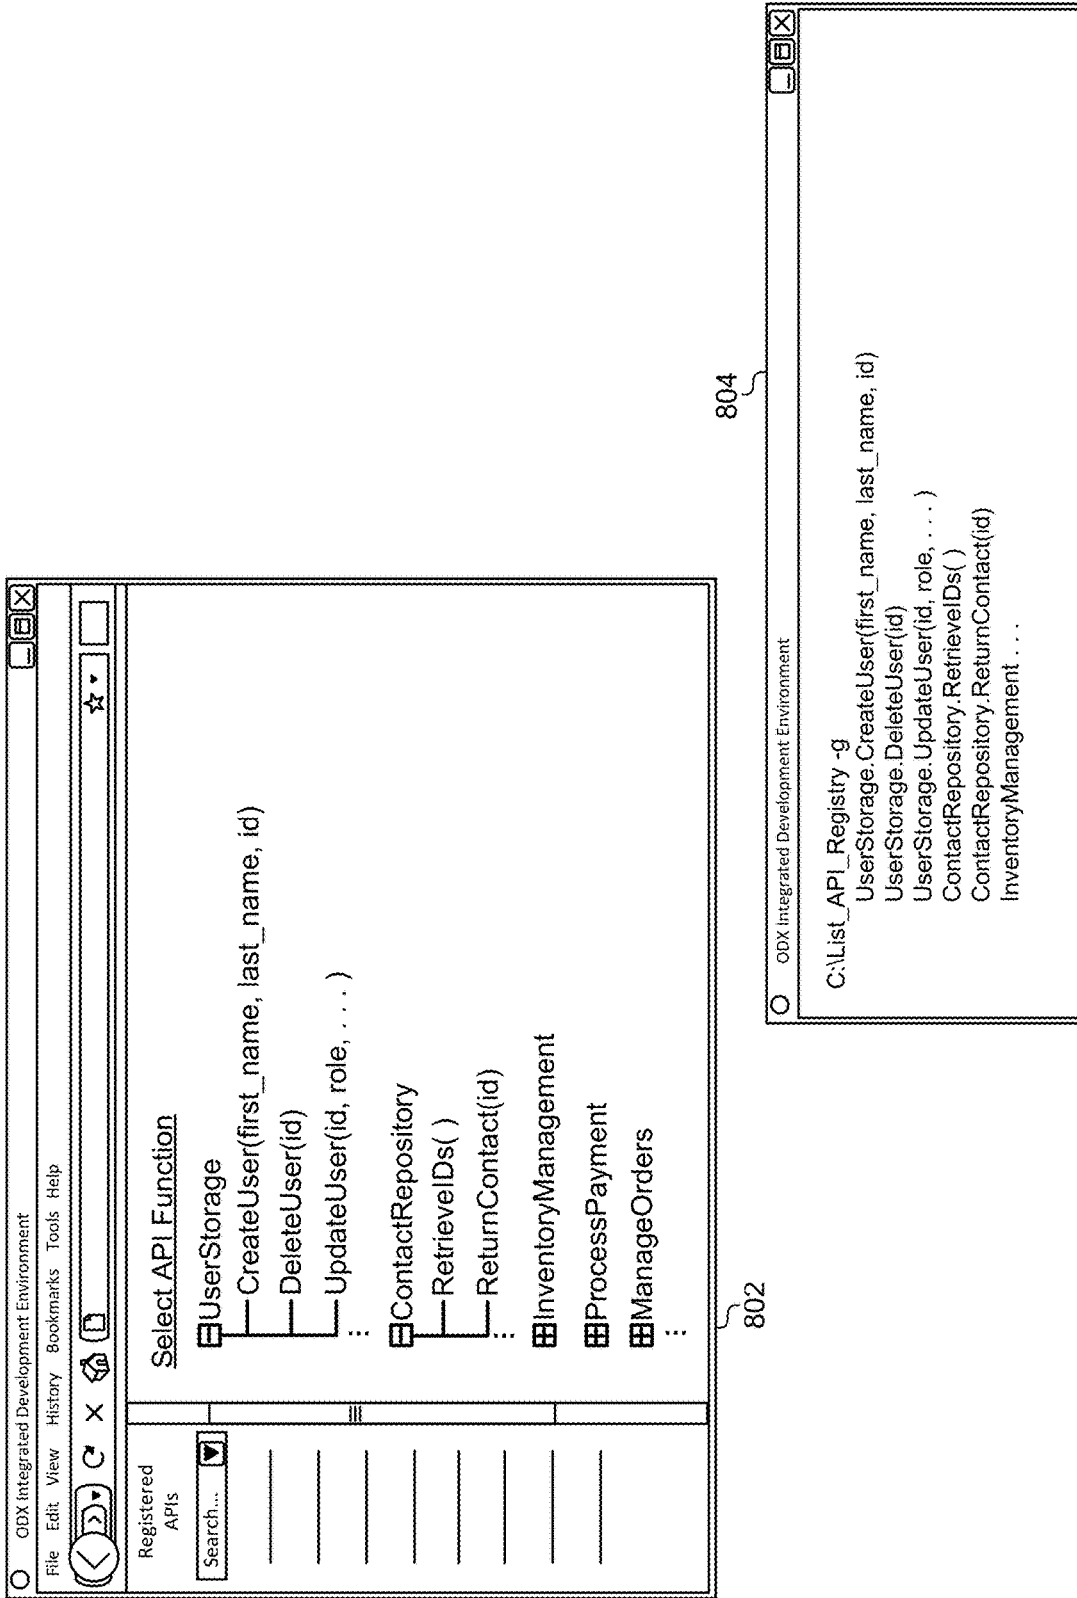 ODX Integrated Development Environment
File Edit View History Bookmarks Tools Help
Registered
APIs
Search...
Select API Function
UserStorage
CreateUser(first_name, last_name, id)
DeleteUser(id)
UpdateUser(id, role, . . . )
ContactRepository
RetrieveIDs( )
ReturnContact(id)
InventoryManagement
ProcessPayment
ManageOrders
802
804
ODX Integrated Development Environment
C:\List_API_Registry -g
UserStorage.CreateUser(first_name, last_name, id)
UserStorage.DeleteUser(id)
UserStorage.UpdateUser(id, role, . . . )
ContactRepository.RetrieveIDs( )
ContactRepository.ReturnContact(id)
InventoryManagement . . .